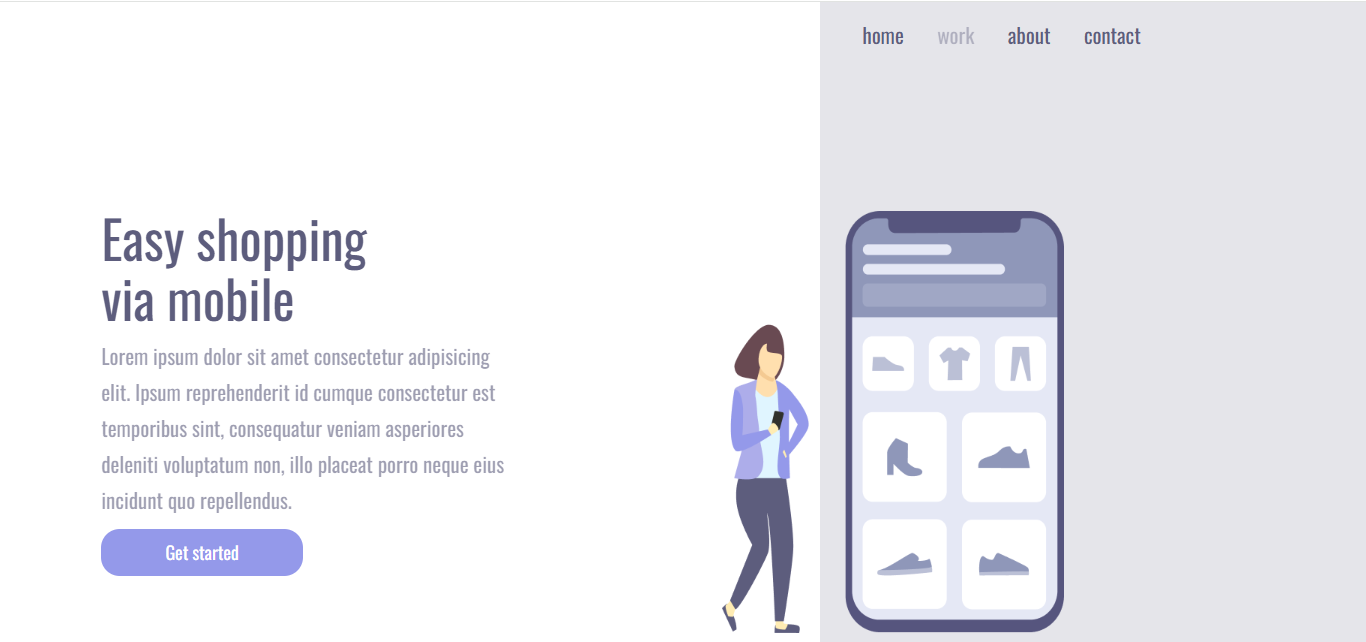 home work about contact
Easy shopping
via mobile
Lorem ipsum dolor sit amet consectetur adipisicing
elit. Ipsum reprehenderit id cumque consectetur est
temporibus sint, consequatur veniam asperiores
deleniti voluptatum non, illo placeat porro neque eius
incidunt quo repellendus.
Get started